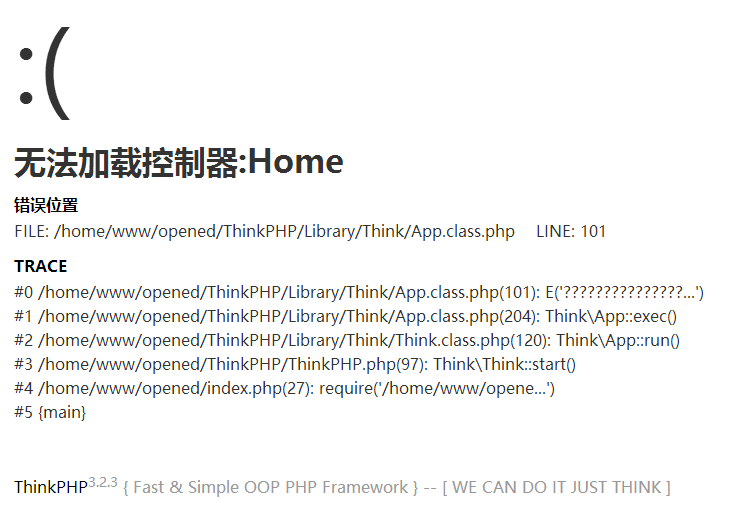 :(
无法加载控制器:Home
错误位置
FILE: /home/www/opened/ThinkPHP/Library/Think/App.class.php LINE: 101
TRACE
#0 /home/www/opened/ThinkPHP/Library/Think/App.class.php(101): E('???????????????...')
#1 /home/www/opened/ThinkPHP/Library/Think/App.class.php(204): Think\App::exec()
#2 /home/www/opened/ThinkPHP/Library/Think/Think.class.php(120): Think\App::run()
#3 /home/www/opened/ThinkPHP/ThinkPHP.php(97): Think\Think::start()
#4 /home/www/opened/index.php(27): require('/home/www/opene...')
#5 {main}
ThinkPHP3.2.3 { Fast & Simple OOP PHP Framework } -- [ WE CAN DO IT JUST THINK ]